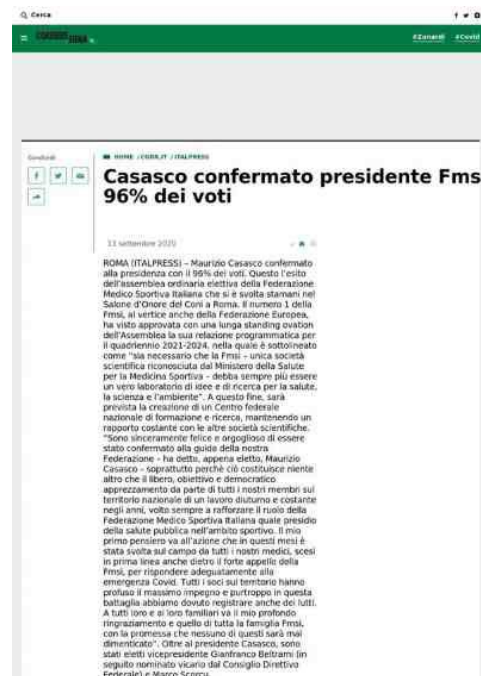 Cerca
#Zanardi #Covid
Condividi
HOME / CORR.IT / ITALPRESS
Casasco confermato presidente Fms
96% dei voti
11 settembre 2020
ROMA (ITALPRESS) – Maurizio Casasco confermato
alla presidenza con il 96% dei voti. Questo l'esito
dell'assemblea ordinaria elettiva della Federazione
Medico Sportiva Italiana che si è svolta stamani nel
Salone d'Onore del Coni a Roma. Il numero 1 della
Fmsi, al vertice anche della Federazione Europea,
ha visto approvata con una lunga standing ovation
dell'Assemblea la sua relazione programmatica per
il quadriennio 2021-2024, nella quale è sottolineato
come "sia necessario che la Fmsi – unica società
scientifica riconosciuta dal Ministero della Salute
per la Medicina Sportiva – debba sempre più essere
un vero laboratorio di idee e di ricerca per la salute,
la scienza e l'ambiente". A questo fine, sarà
prevista la creazione di un Centro federale
nazionale di formazione e ricerca, mantenendo un
rapporto costante con le altre società scientifiche.
"Sono sinceramente felice e orgoglioso di essere
stato confermato alla guida della nostra
Federazione – ha detto, appena eletto, Maurizio
Casasco – soprattutto perchè ciò costituisce niente
altro che il libero, obiettivo e democratico
apprezzamento da parte di tutti i nostri membri sul
territorio nazionale di un lavoro diuturno e costante
negli anni, volto sempre a rafforzare il ruolo della
Federazione Medico Sportiva Italiana quale presidio
della salute pubblica nell'ambito sportivo. Il mio
primo pensiero va all'azione che in questi mesi è
stata svolta sul campo da tutti i nostri medici, scesi
in prima linea anche dietro il forte appello della
Fmsi, per rispondere adeguatamente alla
emergenza Covid. Tutti i soci sul territorio hanno
profuso il massimo impegno e purtroppo in questa
battaglia abbiamo dovuto registrare anche dei lutti.
A tutti loro e ai loro familiari va il mio profondo
ringraziamento e quello di tutta la famiglia Fmsi,
con la promessa che nessuno di questi sarà mai
dimenticato". Oltre al presidente Casasco, sono
stati eletti vicepresidente Gianfranco Beltrami (in
seguito nominato vicario dal Consiglio Direttivo
Federale) e Marco Scorcu